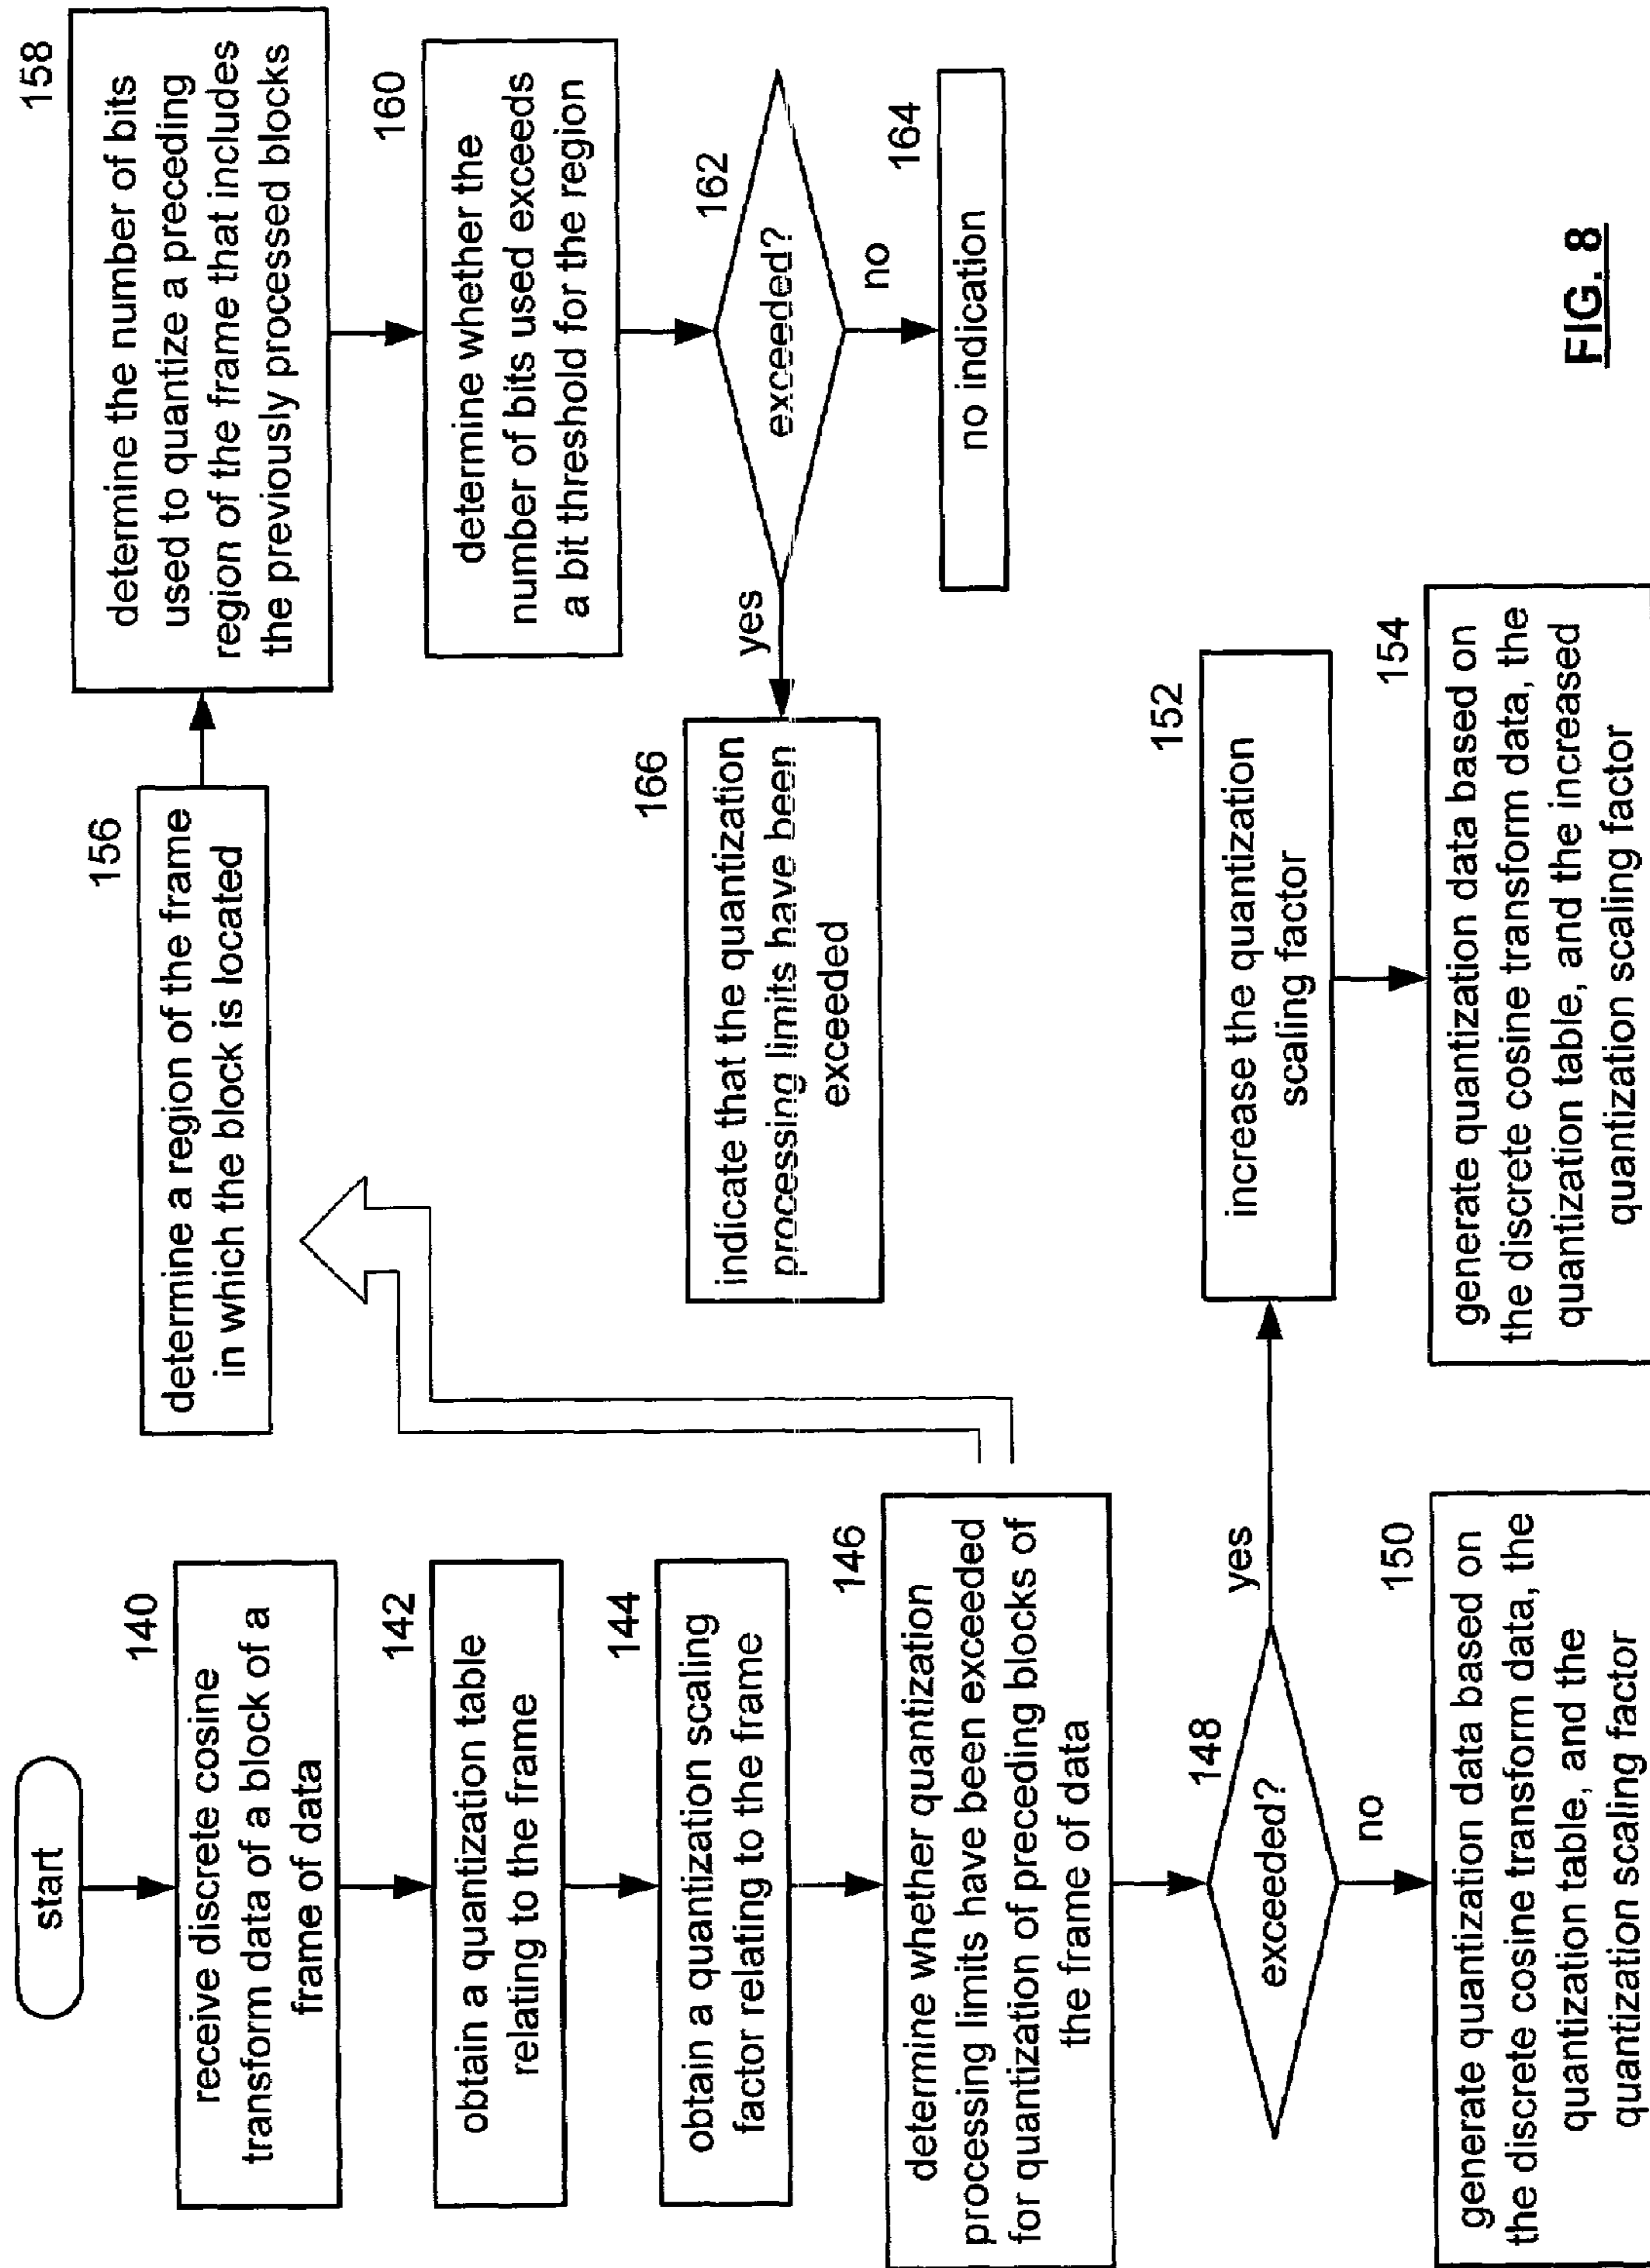 start
140
receive discrete cosine
transform data of a block of a
frame of data
142
obtain a quantization table
relating to the frame
144
obtain a quantization scaling
factor relating to the frame
146
determine whether quantization
processing limits have been exceeded
for quantization of preceding blocks of
the frame of data
148
exceeded?
yes
no
150
generate quantization data based on
the discrete cosine transform data, the
quantization table, and the
quantization scaling factor
152
increase the quantization
scaling factor
154
generate quantization data based on
the discrete cosine transform data, the
quantization table, and the increased
quantization scaling factor
156
determine a region of the frame
in which the block is located
158
determine the number of bits
used to quantize a preceding
region of the frame that includes
the previously processed blocks
160
determine whether the
number of bits used exceeds
a bit threshold for the region
162
exceeded?
yes
no
164
no indication
166
indicate that the quantization
processing limits have been
exceeded
FIG. 8